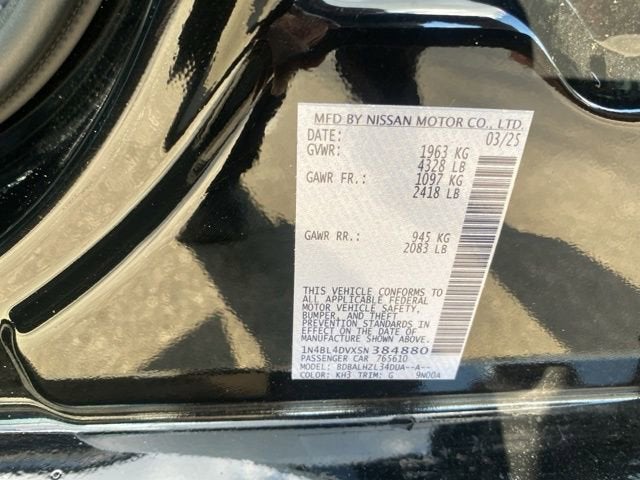 MFD BY NISSAN MOTOR CO., LTD.
DATE: 03/25
GVWR: 1963 KG
4328 LB
GAWR FR.: 1097 KG
2418 LB
GAWR RR.: 945 KG
2083 LB
THIS VEHICLE CONFORMS TO
ALL APPLICABLE FEDERAL
MOTOR VEHICLE SAFETY,
BUMPER, AND THEFT
PREVENTION STANDARDS IN
EFFECT ON THE DATE OF
MANUFACTURE SHOWN ABOVE.
1N4BL4DVXSN384880
PASSENGER CAR 765610
MODEL: BDBALHZL34DUA--A--
COLOR: KH3 TRIM: G 9N00A